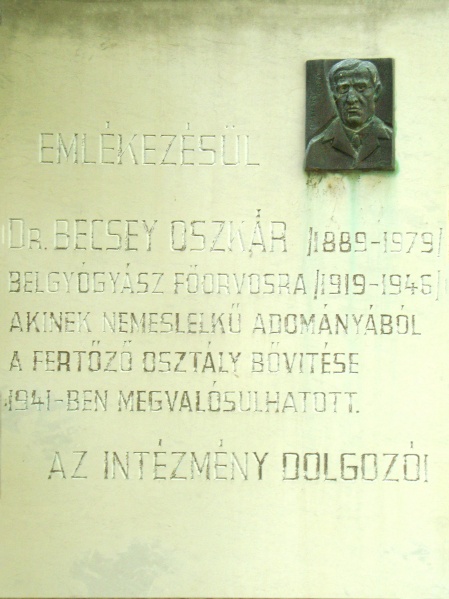 EMLÉKEZÉSÜL
DR. BECSEY OSZKÁR /1889-1979/
BELGYÓGYÁSZ FŐORVOSRA /1919-1946/
AKINEK NEMESLELKŰ ADOMÁNYÁBÓL
A FERTŐZŐ OSZTÁLY BŐVITÉSE
1941-BEN MEGVALÓSULHATOTT.
AZ INTÉZMÉNY DOLGOZÓI